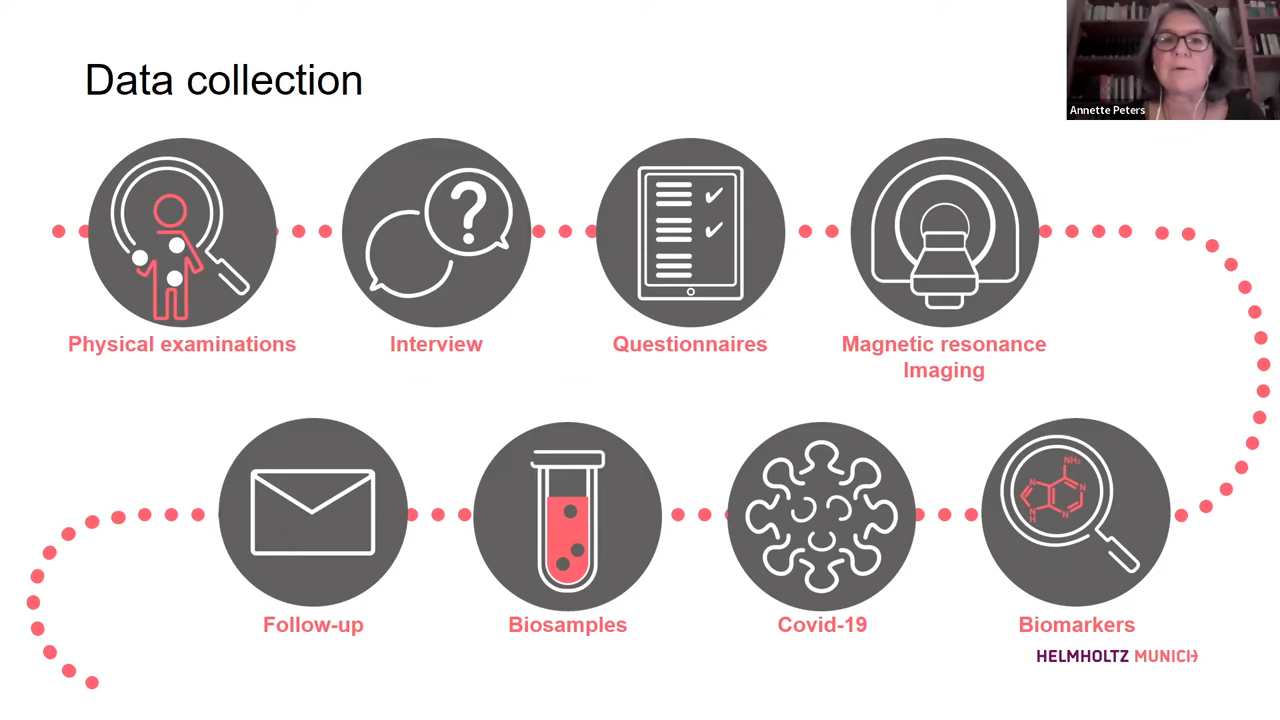 Data collection
Annette Peters
?
Physical examinations
Interview
Questionnaires
Magnetic resonance
Imaging
NH₂
N
N
N
N
H
Follow-up
Biosamples
Covid-19
Biomarkers
HELMHOLTZ MUNICH